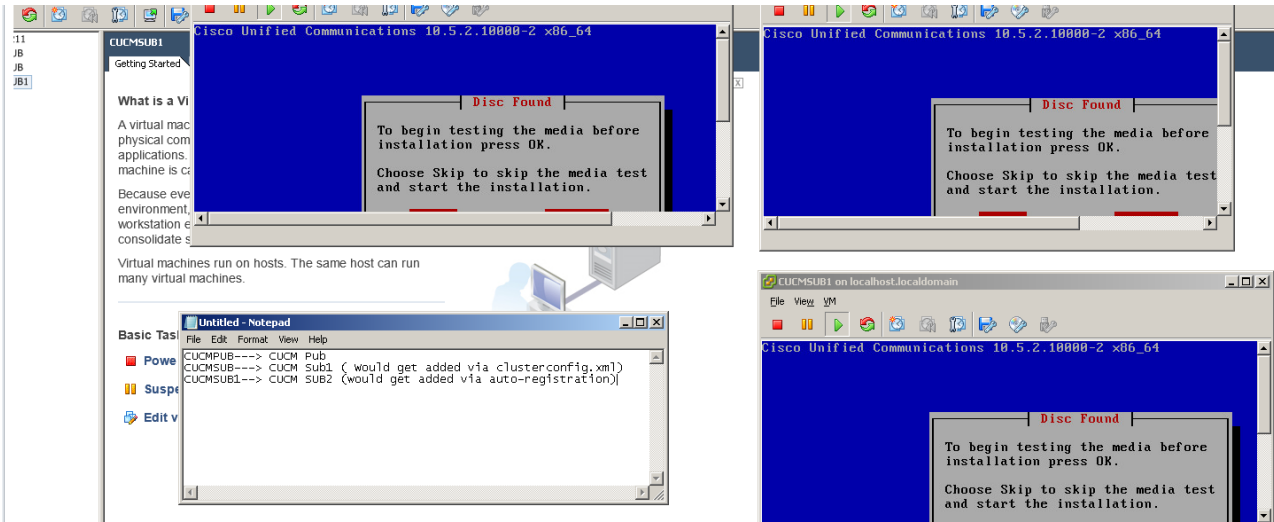 :11
JB
JB
JB1
CUCMSUB1
Getting Started
What is a Vi
A virtual mac
physical com
applications.
machine is ca
Because eve
environment,
workstation e
consolidate s
Virtual machines run on hosts. The same host can run
many virtual machines.
Basic Tasl
Powe
Suspe
Edit v
Cisco Unified Communications 10.5.2.10000-2 x86_64
Disc Found
To begin testing the media before
installation press OK.
Choose Skip to skip the media test
and start the installation.
Cisco Unified Communications 10.5.2.10000-2 x86_64
Disc Found
To begin testing the media before
installation press OK.
Choose Skip to skip the media test
and start the installation.
Untitled - Notepad
File Edit Format View Help
CUCMPUB---> CUCM Pub
CUCMSUB---> CUCM Sub1 ( Would get added via clusterconfig.xml)
CUCMSUB1--> CUCM SUB2 (would get added via auto-registration)
CUCMSUB1 on localhost.localdomain
File View VM
Cisco Unified Communications 10.5.2.10000-2 x86_64
Disc Found
To begin testing the media before
installation press OK.
Choose Skip to skip the media test
and start the installation.